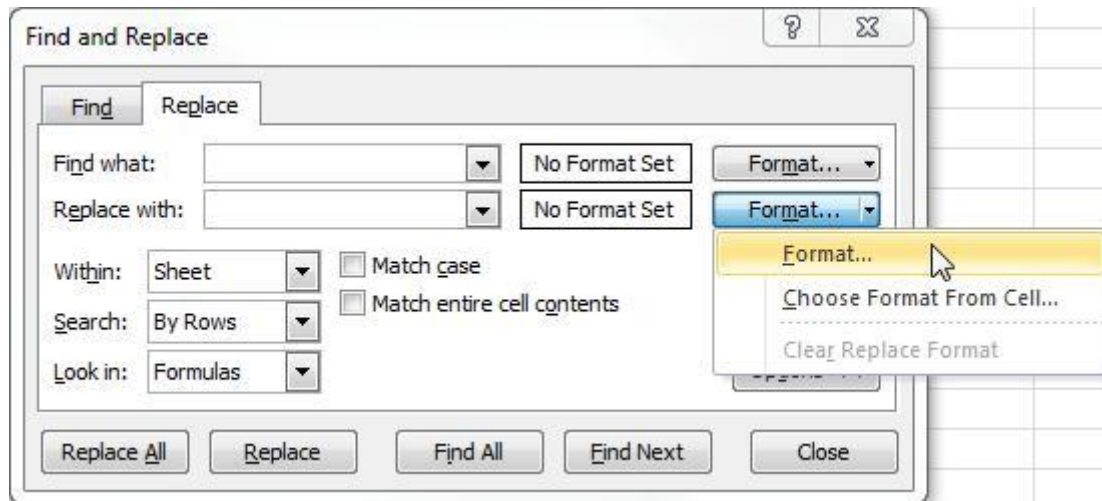 Find and Replace
Find Replace
Find what: No Format Set Format...
Replace with: No Format Set Format...
Format...
Within: Sheet Match case
Choose Format From Cell...
Match entire cell contents
Search: By Rows
Clear Replace Format
Look in: Formulas
Replace All Replace Find All Find Next Close